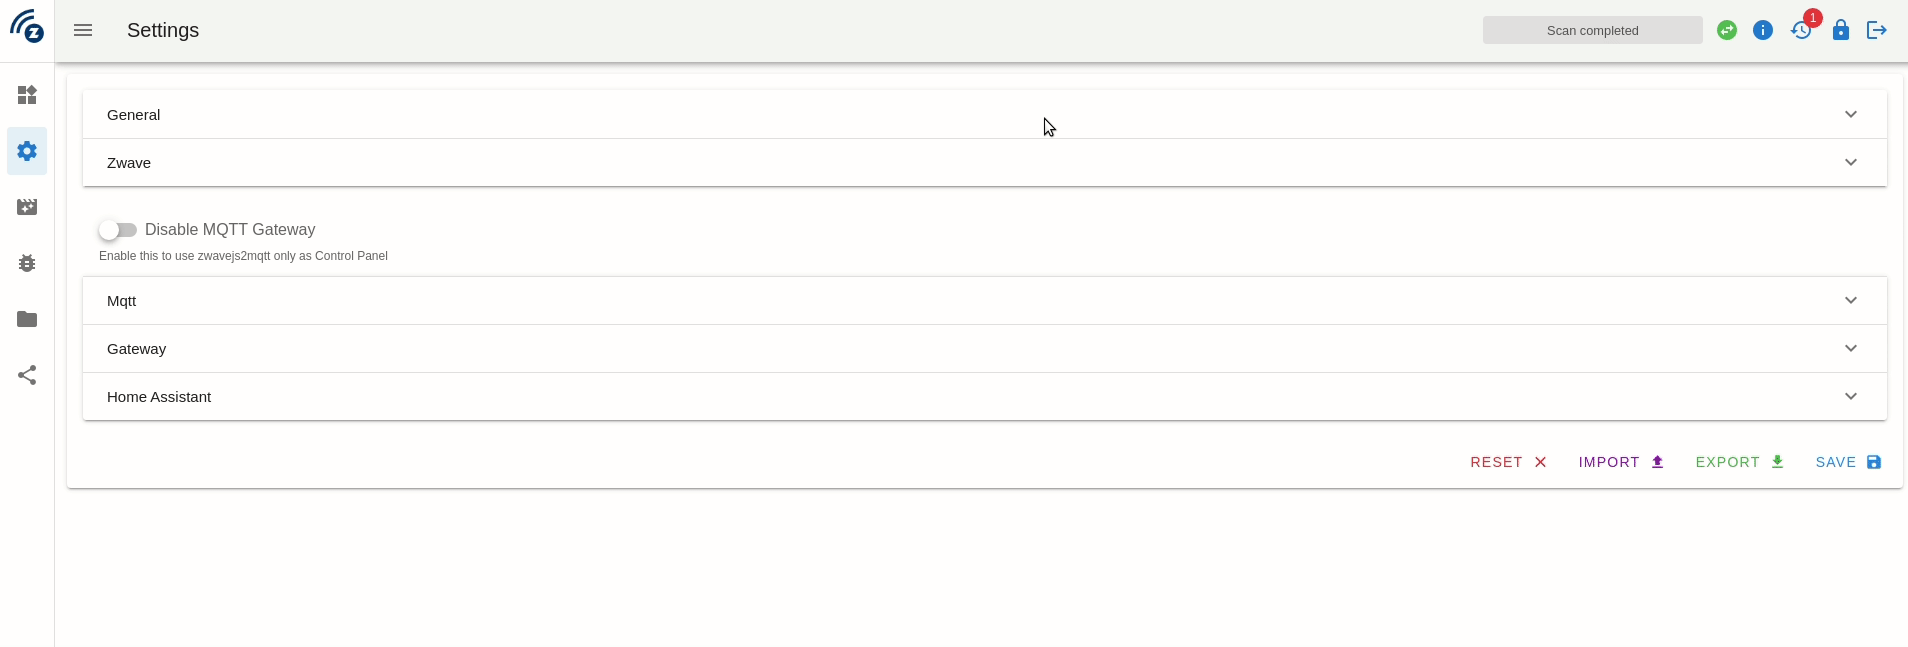 Settings
Scan completed
1
General
Zwave
Disable MQTT Gateway
Enable this to use zwavejs2mqtt only as Control Panel
Mqtt
Gateway
Home Assistant
RESET
IMPORT
EXPORT
SAVE